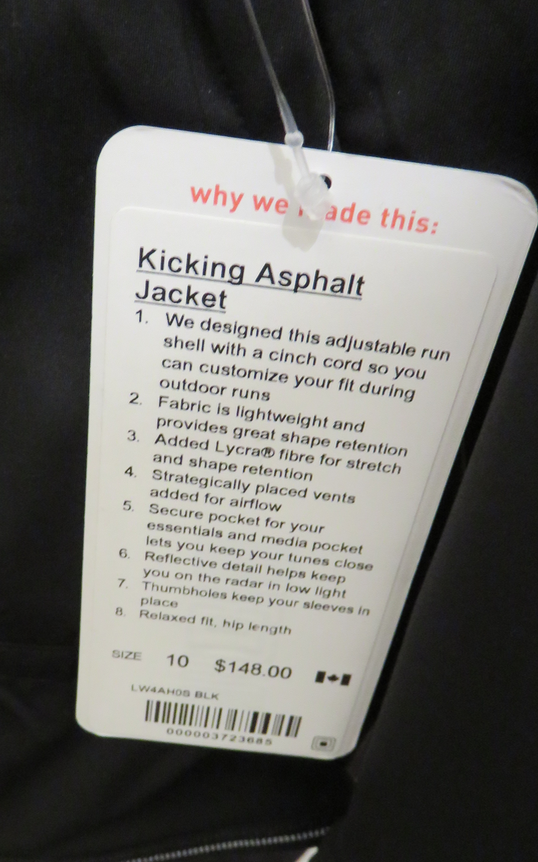 why we made this:
Kicking Asphalt
Jacket
1. We designed this adjustable run
shell with a cinch cord so you
can customize your fit during
outdoor runs
2. Fabric is lightweight and
provides great shape retention
3. Added Lycra® fibre for stretch
and shape retention
4. Strategically placed vents
added for airflow
5. Secure pocket for your
essentials and media pocket
lets you keep your tunes close
6. Reflective detail helps keep
you on the radar in low light
7. Thumbholes keep your sleeves in
place
8. Relaxed fit, hip length
SIZE 10 $148.00
LW4AH0S BLK
000003723685